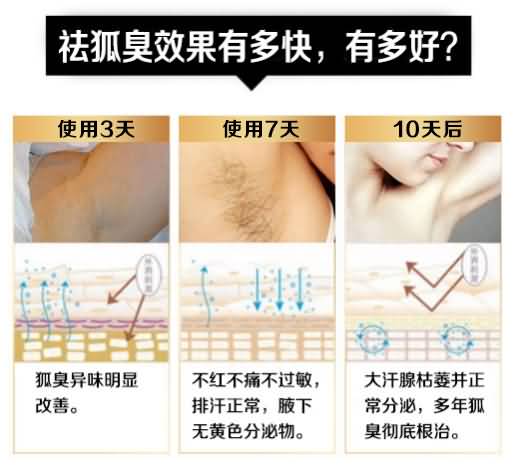 祛狐臭效果有多快，有多好?
使用3天
使用7天
10天后
狐臭异味明显
改善。
不红不痛不过敏，
排汗正常，腋下
无黄色分泌物。
大汗腺枯萎并正
常分泌，多年狐
臭彻底根治。